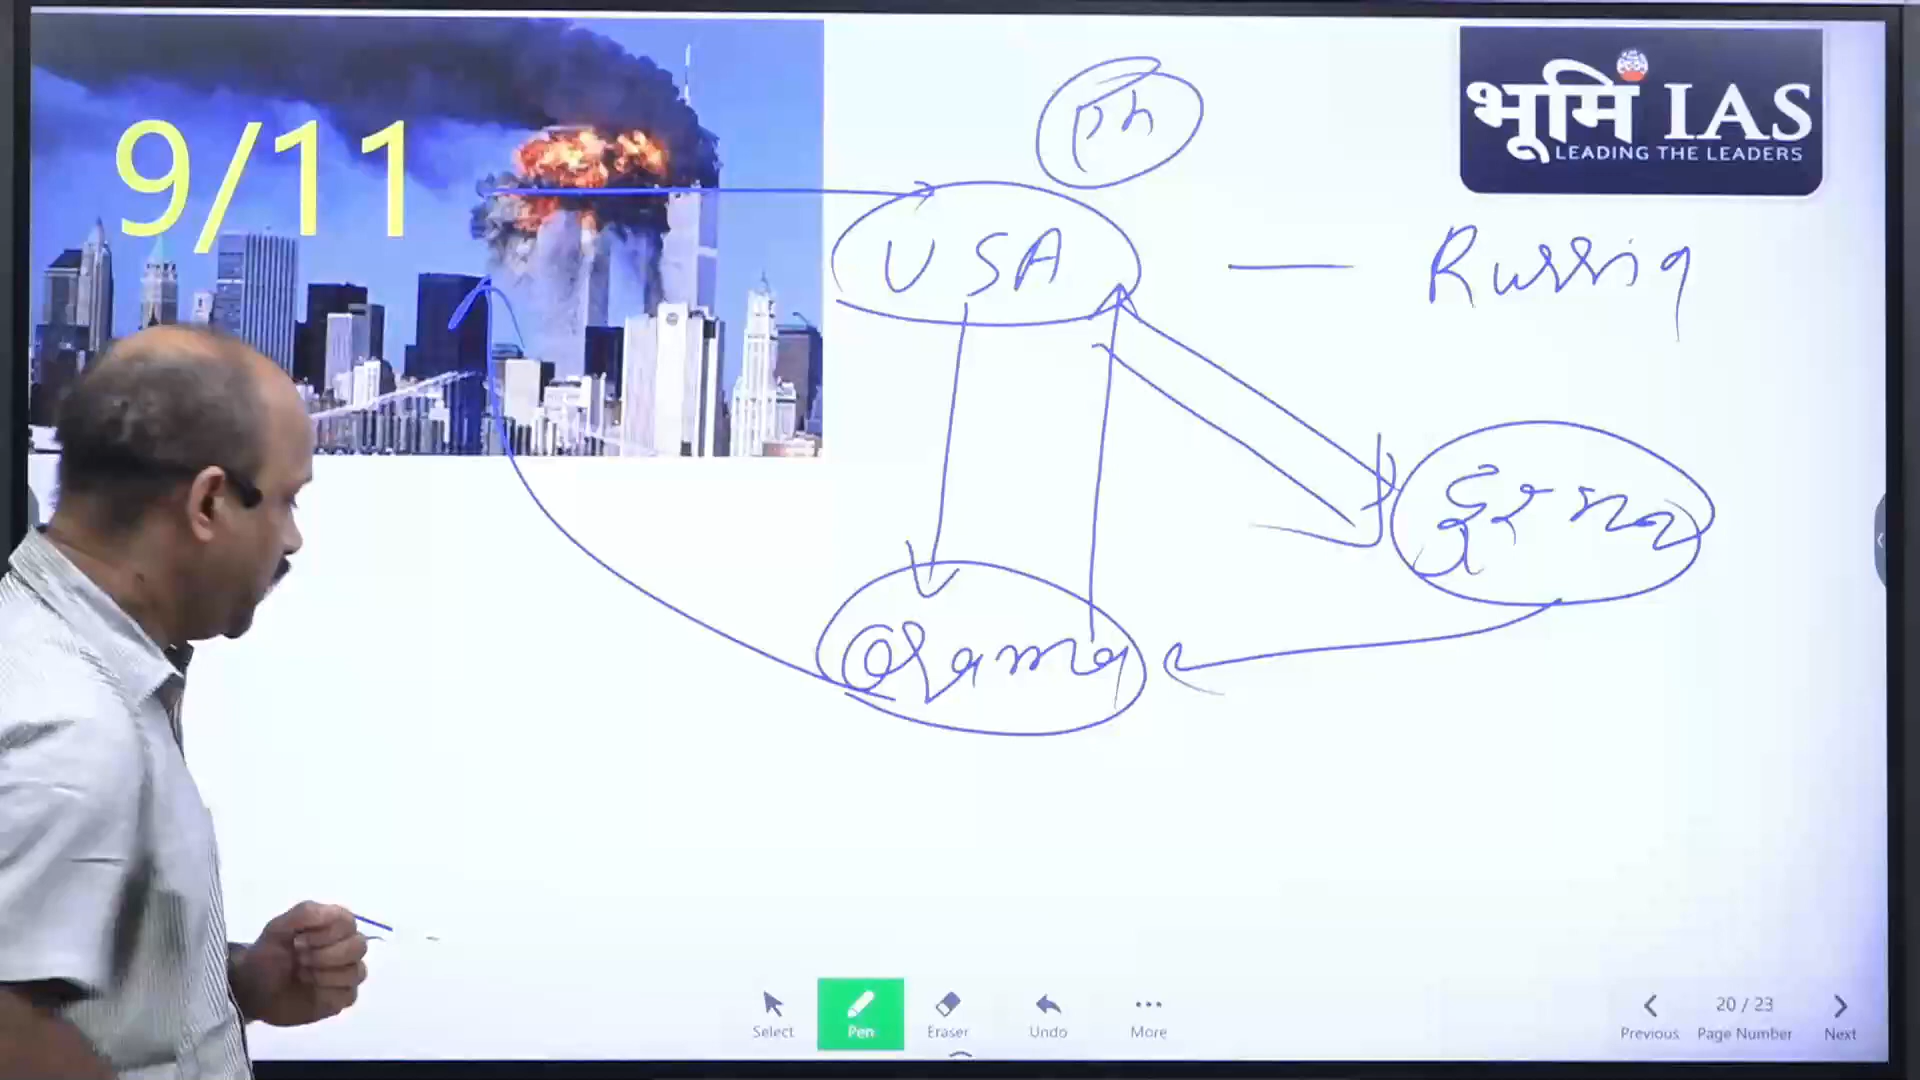 9/11
Ph
भूमि IAS
LEADING THE LEADERS
USA — Russia
Select
Pen
Eraser
Undo
More
Previous
20 / 23
Page Number
Next